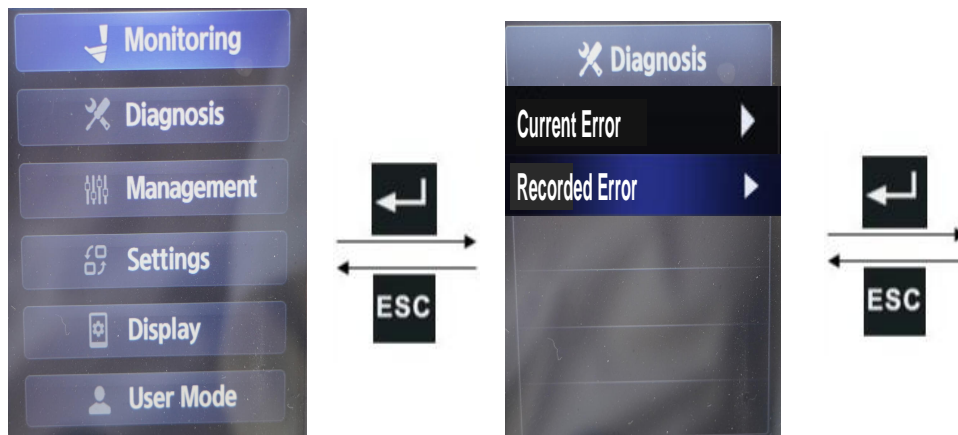 Monitoring
Diagnosis
Management
Settings
Display
User Mode
ESC
Diagnosis
Current Error
Recorded Error
ESC